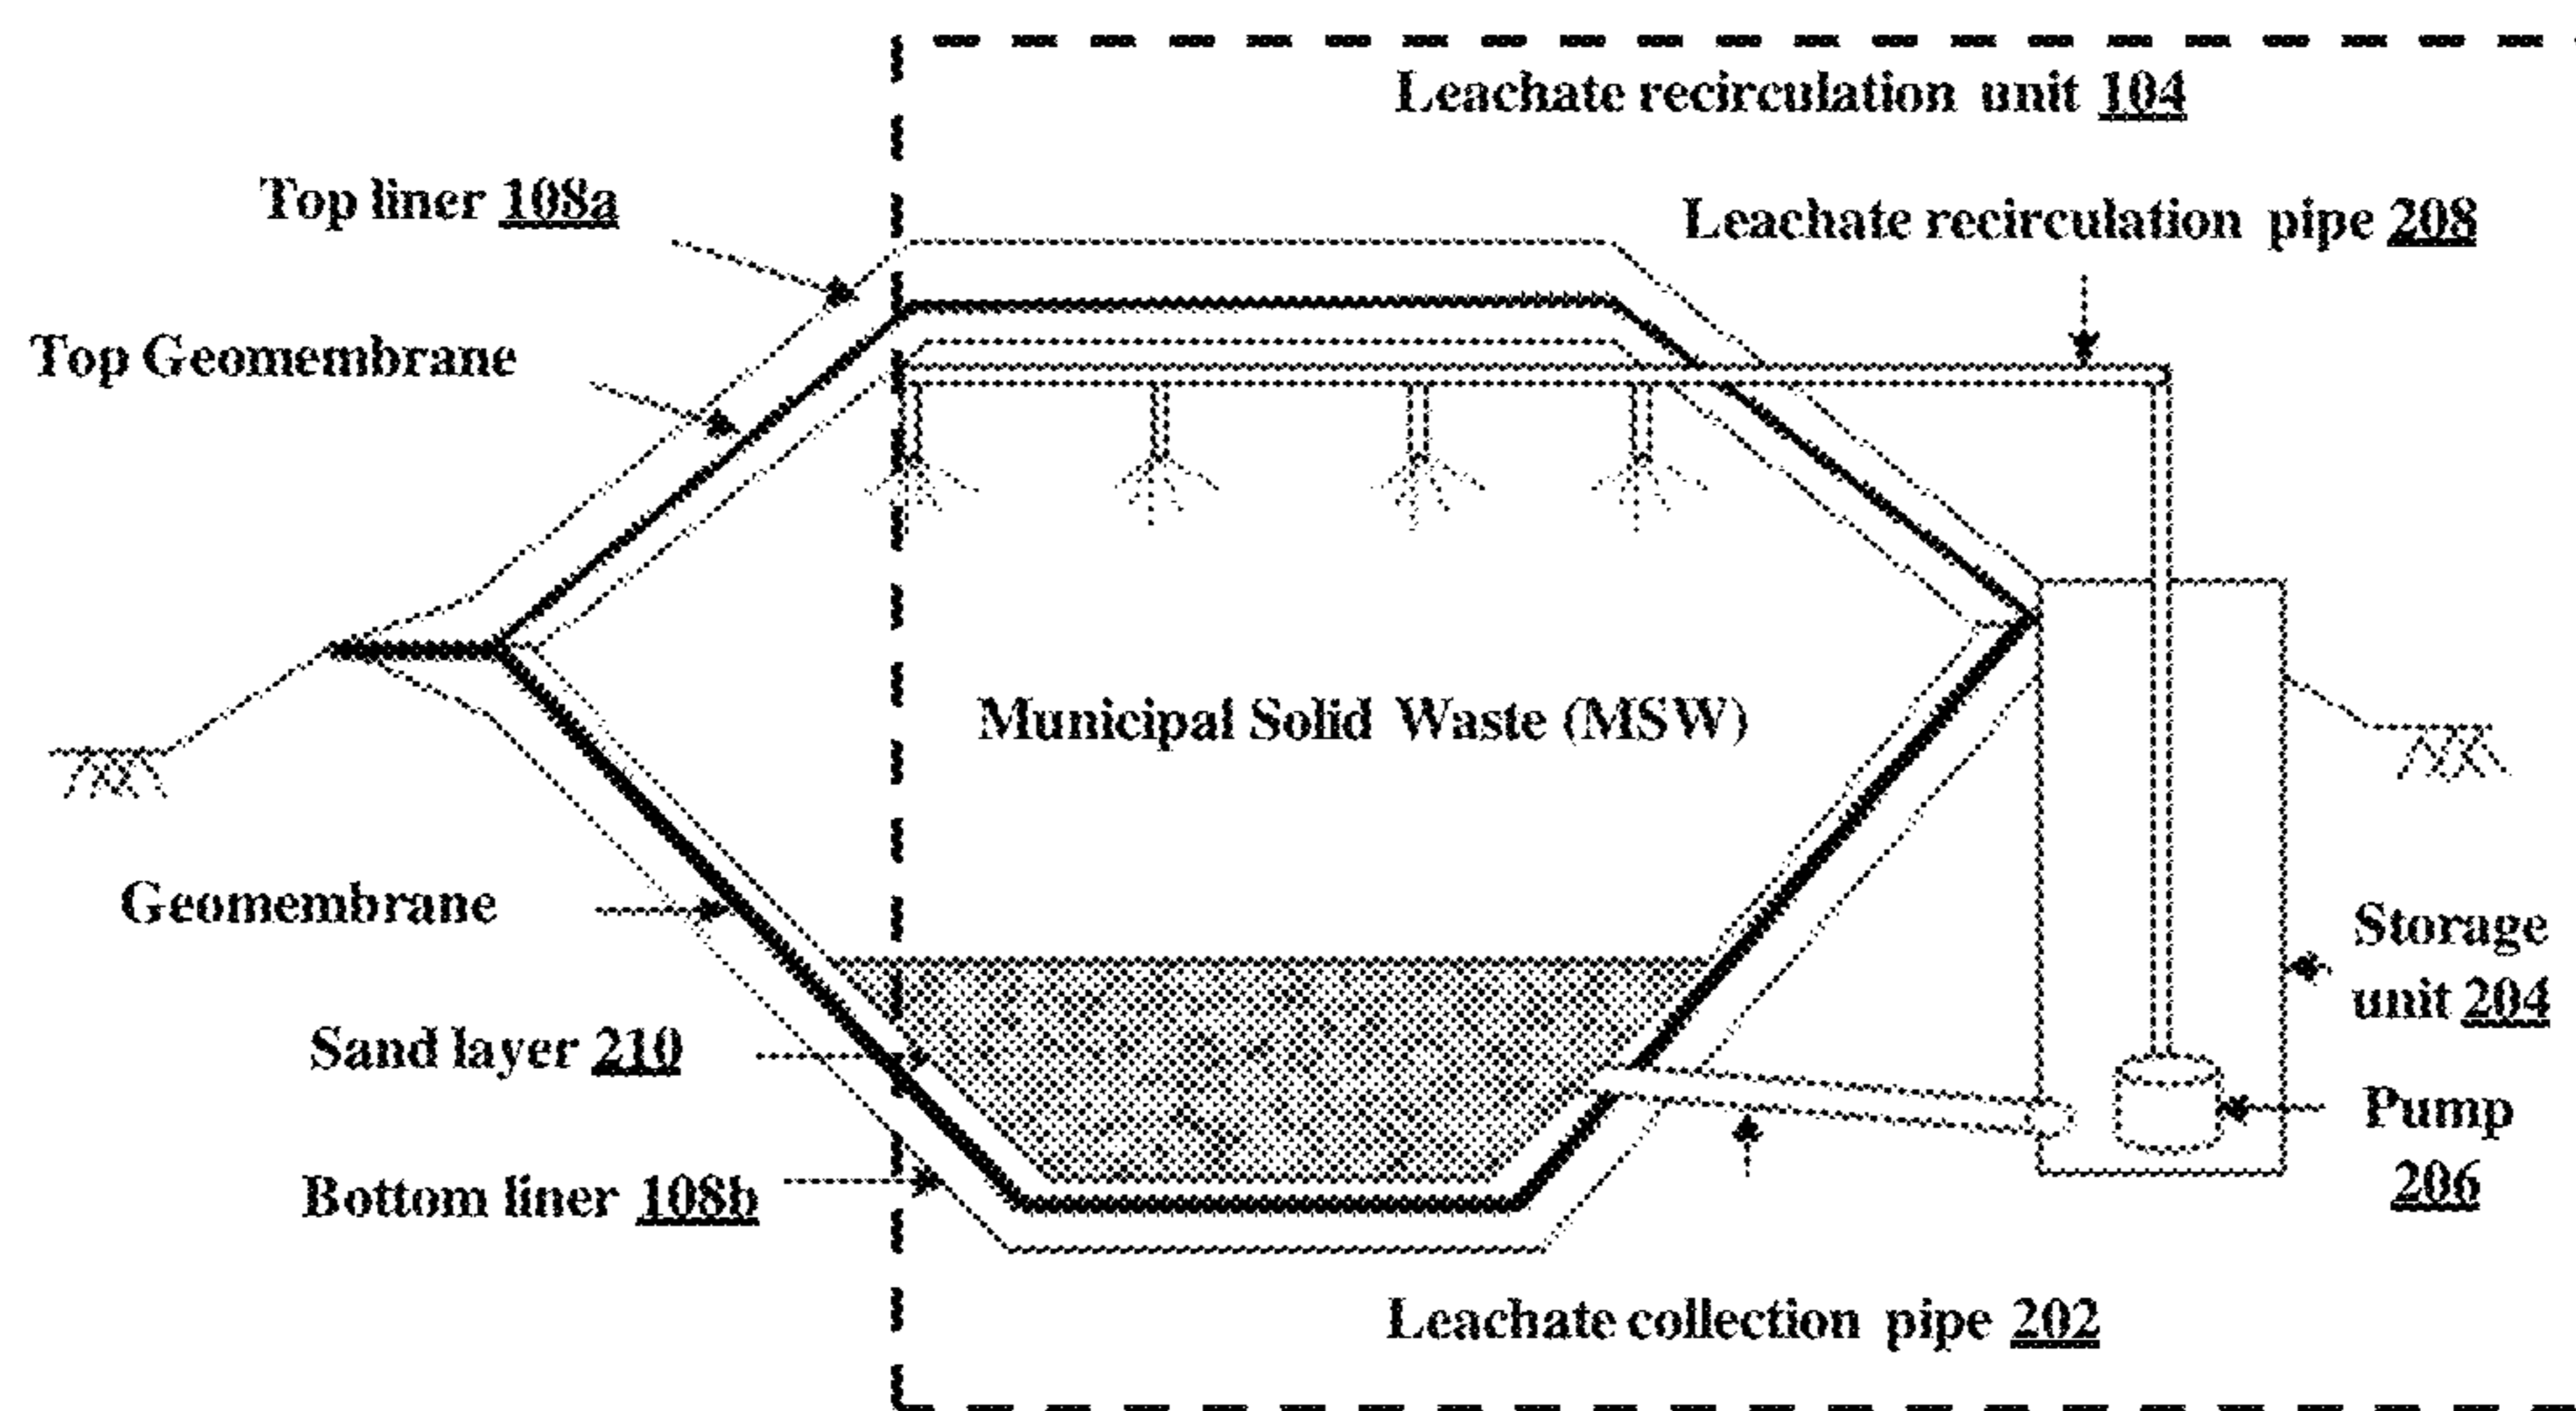 Leachate recirculation unit 104
Top liner 108a
Leachate recirculation pipe 208
Top Geomembrane
Municipal Solid Waste (MSW)
Geomembrane
Storage
unit 204
Sand layer 210
Pump
206
Bottom liner 108b
Leachate collection pipe 202